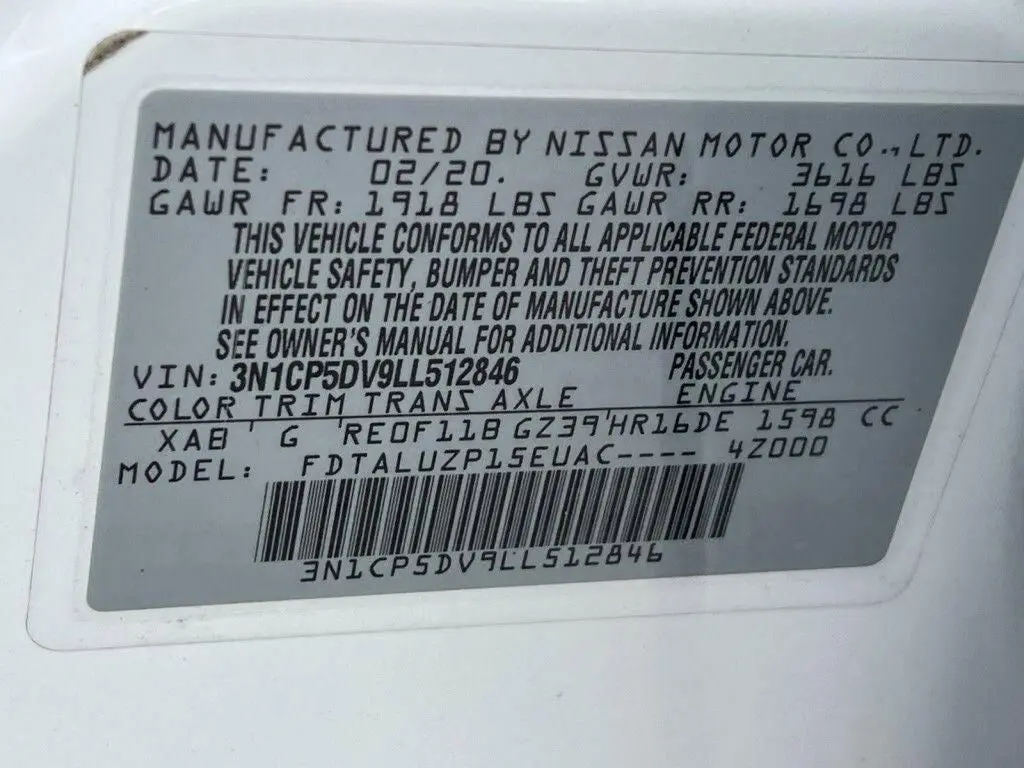 MANUFACTURED BY NISSAN MOTOR CO.,LTD.
DATE: 02/20. GVWR: 3616 LBS
GAWR FR: 1918 LBS GAWR RR: 1698 LBS
THIS VEHICLE CONFORMS TO ALL APPLICABLE FEDERAL MOTOR
VEHICLE SAFETY, BUMPER AND THEFT PREVENTION STANDARDS
IN EFFECT ON THE DATE OF MANUFACTURE SHOWN ABOVE.
SEE OWNER'S MANUAL FOR ADDITIONAL INFORMATION.
VIN: 3N1CP5DV9LL512846 PASSENGER CAR.
COLOR TRIM TRANS AXLE ENGINE
XAB ' G ' RE0F11B GZ39 ' HR16DE 1598 CC
MODEL: FDTALUZP15EUAC---- 4Z000
3N1CP5DV9LL512846